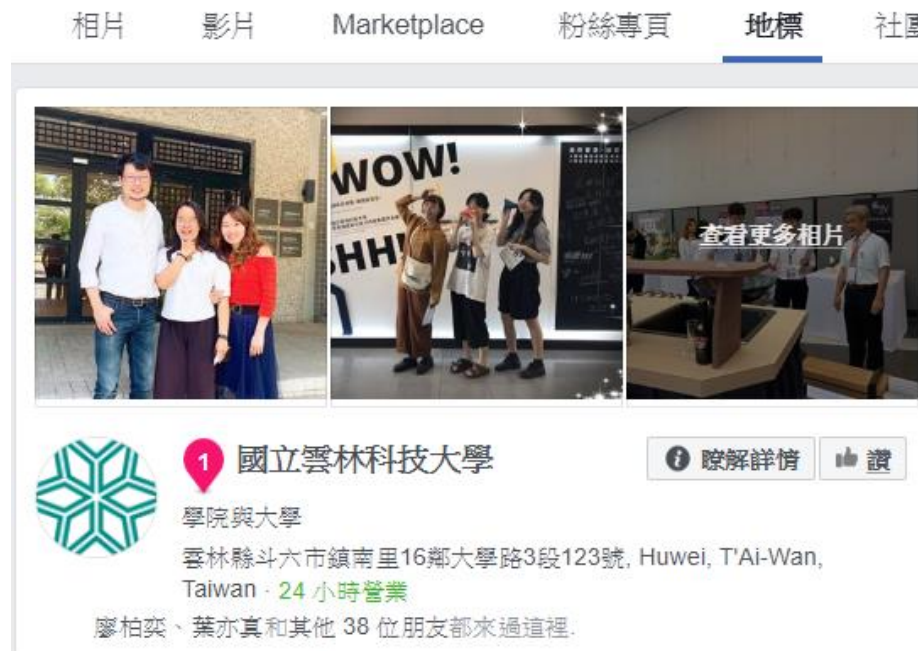 相片 影片 Marketplace 粉絲專頁 地標
WOW!
SHH!
查看更多相片
1 國立雲林科技大學
瞭解詳情 讚
學院與大學
雲林縣斗六市鎮南里16鄰大學路3段123號, Huwei, T'Ai-Wan,
Taiwan · 24 小時營業
廖柏奕、葉亦真和其他 38 位朋友都來過這裡.